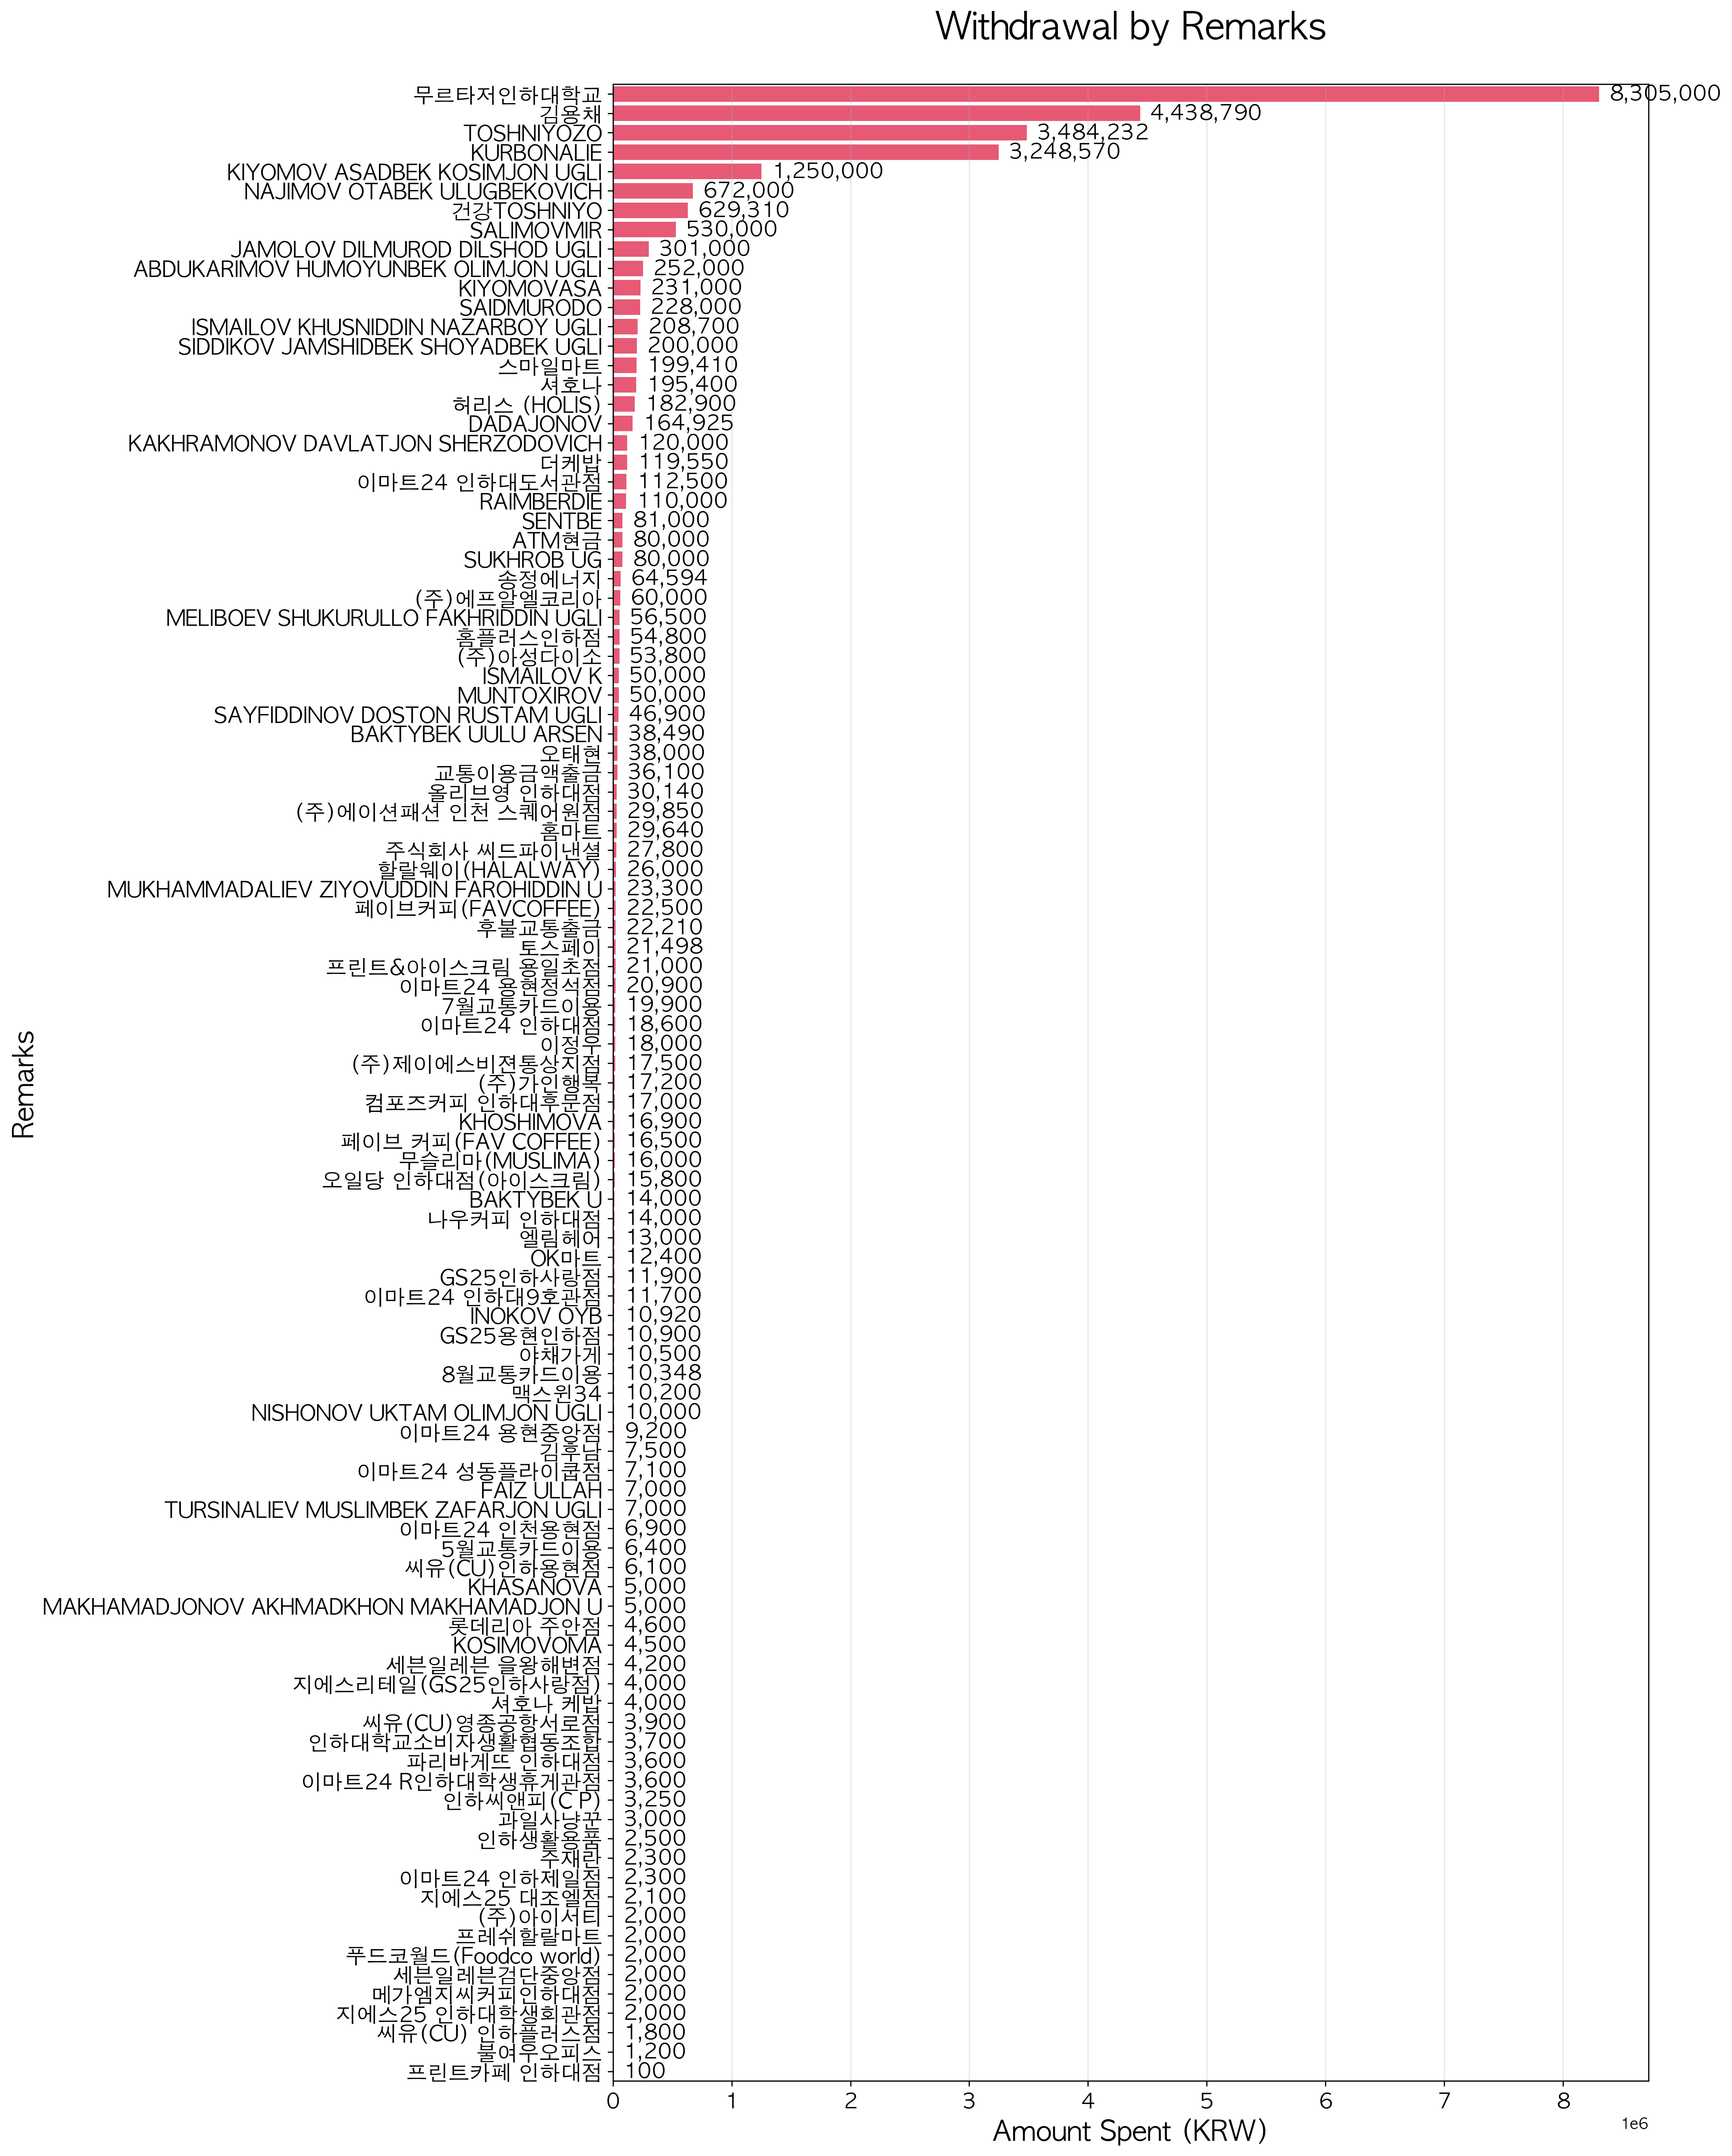 Withdrawal by Remarks
무르타저인하대학교 8,305,000
김용채 4,438,790
TOSHNIYOZO 3,484,232
KURBONALIE 3,248,570
KIYOMOV ASADBEK KOSIMJON UGLI 1,250,000
NAJIMOV OTABEK ULUGBEKOVICH 672,000
건강TOSHNIYO 629,310
SALIMOVMIR 530,000
JAMOLOV DILMUROD DILSHOD UGLI 301,000
ABDUKARIMOV HUMOYUNBEK OLIMJON UGLI 252,000
KIYOMOVASA 231,000
SAIDMURODO 228,000
ISMAILOV KHUSNIDDIN NAZARBOY UGLI 208,700
SIDDIKOV JAMSHIDBEK SHOYADBEK UGLI 200,000
스마일마트 199,410
셔호나 195,400
허리스 (HOLIS) 182,900
DADAJONOV 164,925
KAKHRAMONOV DAVLATJON SHERZODOVICH 120,000
더케밥 119,550
이마트24 인하대도서관점 112,500
RAIMBERDIE 110,000
SENTBE 81,000
ATM현금 80,000
SUKHROB UG 80,000
송정에너지 64,594
(주)에프알엘코리아 60,000
MELIBOEV SHUKURULLO FAKHRIDDIN UGLI 56,500
홈플러스인하점 54,800
(주)아성다이소 53,800
ISMAILOV K 50,000
MUNTOXIROV 50,000
SAYFIDDINOV DOSTON RUSTAM UGLI 46,900
BAKTYBEK UULU ARSEN 38,490
오태현 38,000
교통이용금액출금 36,100
올리브영 인하대점 30,140
(주)에이션패션 인천 스퀘어원점 29,850
홈마트 29,640
주식회사 씨드파이낸셜 27,800
할랄웨이(HALALWAY) 26,000
MUKHAMMADALIEV ZIYOVUDDIN FAROHIDDIN U 23,300
페이브커피(FAVCOFFEE) 22,500
후불교통출금 22,210
토스페이 21,498
프린트&아이스크림 용일초점 21,000
이마트24 용현정석점 20,900
7월교통카드이용 19,900
이마트24 인하대점 18,600
이정우 18,000
(주)제이에스비젼통상지점 17,500
(주)가인행복 17,200
컴포즈커피 인하대후문점 17,000
KHOSHIMOVA 16,900
페이브 커피(FAV COFFEE) 16,500
무슬리마(MUSLIMA) 16,000
오일당 인하대점(아이스크림) 15,800
BAKTYBEK U 14,000
나우커피 인하대점 14,000
엘림헤어 13,000
OK마트 12,400
GS25인하사랑점 11,900
이마트24 인하대9호관점 11,700
INOKOV OYB 10,920
GS25용현인하점 10,900
야채가게 10,500
8월교통카드이용 10,348
맥스윈34 10,200
NISHONOV UKTAM OLIMJON UGLI 10,000
이마트24 용현중앙점 9,200
김후남 7,500
이마트24 성동플라이쿱점 7,100
FAIZ ULLAH 7,000
TURSINALIEV MUSLIMBEK ZAFARJON UGLI 7,000
이마트24 인천용현점 6,900
5월교통카드이용 6,400
씨유(CU)인하용현점 6,100
KHASANOVA 5,000
MAKHAMADJONOV AKHMADKHON MAKHAMADJON U 5,000
롯데리아 주안점 4,600
KOSIMOVOMA 4,500
세븐일레븐 을왕해변점 4,200
지에스리테일(GS25인하사랑점) 4,000
셔호나 케밥 4,000
씨유(CU)영종공항서로점 3,900
인하대학교소비자생활협동조합 3,700
파리바게뜨 인하대점 3,600
이마트24 R인하대학생휴게관점 3,600
인하씨앤피(C P) 3,250
과일사냥꾼 3,000
인하생활용품 2,500
주재란 2,300
이마트24 인하제일점 2,300
지에스25 대조엘점 2,100
(주)아이서티 2,000
프레쉬할랄마트 2,000
푸드코월드(Foodco world) 2,000
세븐일레븐검단중앙점 2,000
메가엠지씨커피인하대점 2,000
지에스25 인하대학생회관점 2,000
씨유(CU) 인하플러스점 1,800
불여우오피스 1,200
프린트카페 인하대점 100
Remarks
0 1 2 3 4 5 6 7 8
1e6
Amount Spent (KRW)